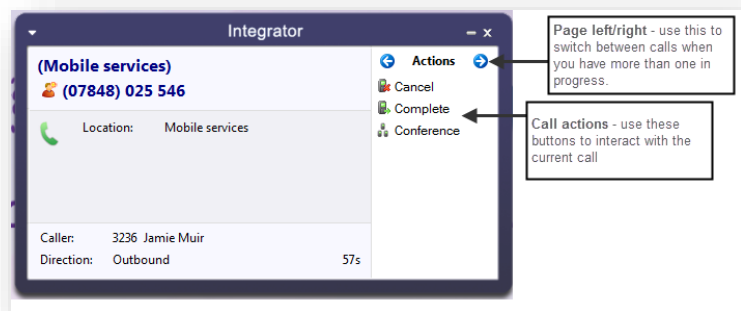 Integrator
(Mobile services)
(07848) 025 546
Location: Mobile services
Caller: 3236 Jamie Muir
Direction: Outbound 57s
Actions
Cancel
Complete
Conference
Page left/right - use this to
switch between calls when
you have more than one in
progress.
Call actions - use these
buttons to interact with the
current call